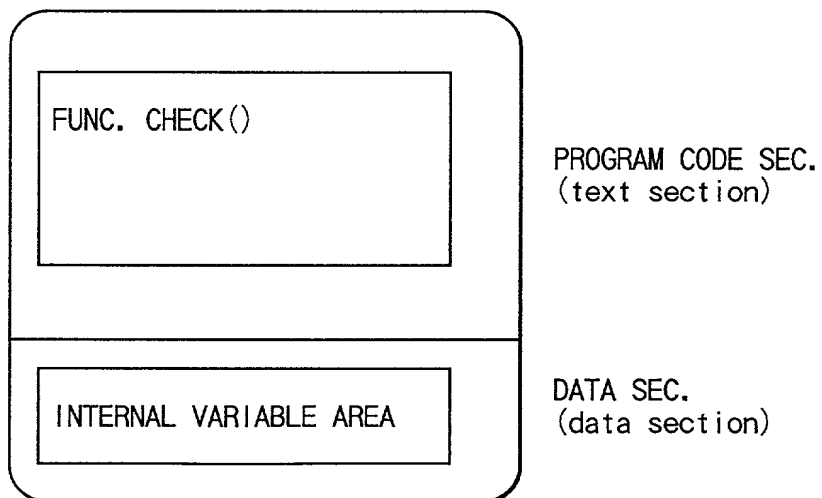 FUNC. CHECK()
PROGRAM CODE SEC.
(text section)
INTERNAL VARIABLE AREA
DATA SEC.
(data section)